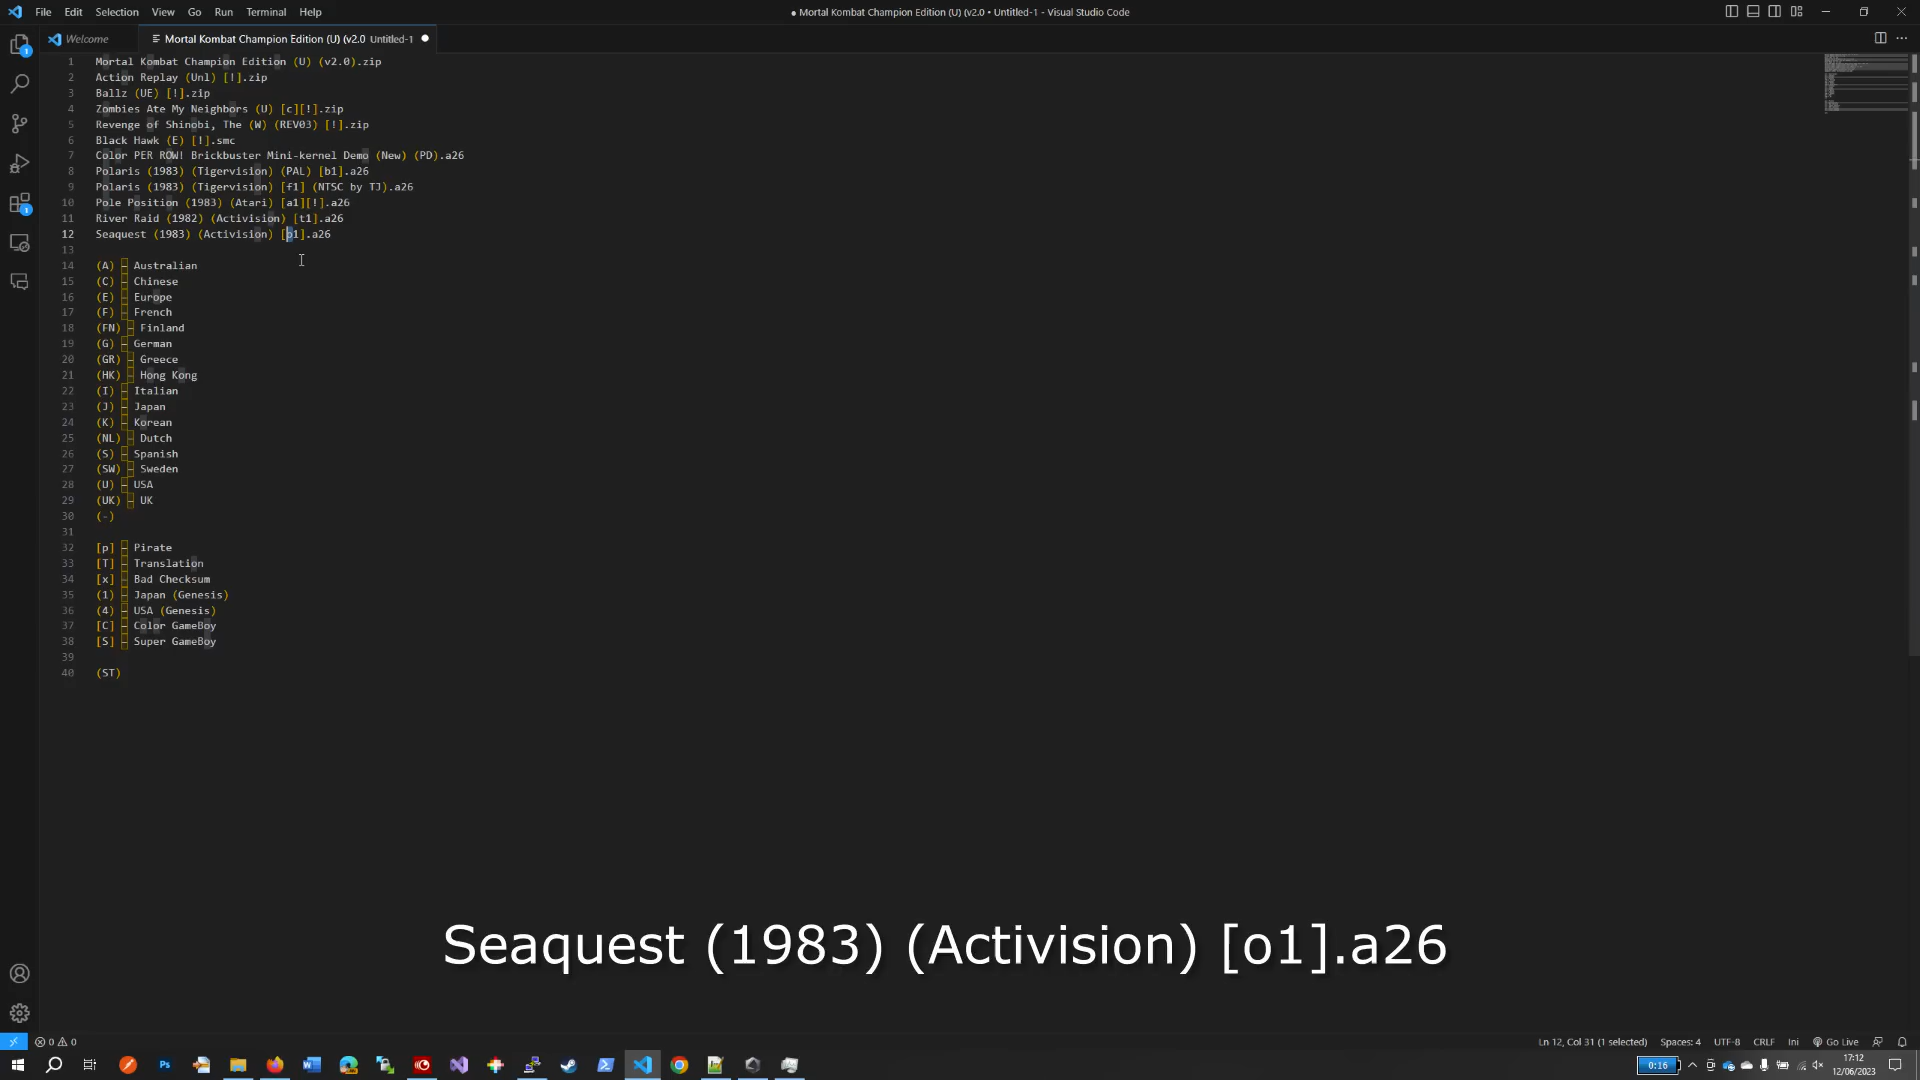 File Edit Selection View Go Run Terminal Help
● Mortal Kombat Champion Edition (U) (v2.0 • Untitled-1 - Visual Studio Code
Welcome
Mortal Kombat Champion Edition (U) (v2.0 Untitled-1
1 Mortal Kombat Champion Edition (U) (v2.0).zip
2 Action Replay (Unl) [!].zip
3 Ballz (UE) [!].zip
4 Zombies Ate My Neighbors (U) [c][!].zip
5 Revenge of Shinobi, The (W) (REV03) [!].zip
6 Black Hawk (E) [!].smc
7 Color PER ROW! Brickbuster Mini-kernel Demo (New) (PD).a26
8 Polaris (1983) (Tigervision) (PAL) [b1].a26
9 Polaris (1983) (Tigervision) [f1] (NTSC by TJ).a26
10 Pole Position (1983) (Atari) [a1][!].a26
11 River Raid (1982) (Activision) [t1].a26
12 Seaquest (1983) (Activision) [o1].a26
13
14 (A) – Australian
15 (C) – Chinese
16 (E) – Europe
17 (F) – French
18 (FN) – Finland
19 (G) – German
20 (GR) – Greece
21 (HK) – Hong Kong
22 (I) – Italian
23 (J) – Japan
24 (K) – Korean
25 (NL) – Dutch
26 (S) – Spanish
27 (SW) – Sweden
28 (U) – USA
29 (UK) – UK
30 (-)
31
32 [p] – Pirate
33 [T] – Translation
34 [x] – Bad Checksum
35 (1) – Japan (Genesis)
36 (4) – USA (Genesis)
37 [C] – Color GameBoy
38 [S] – Super GameBoy
39
40 (ST)
Seaquest (1983) (Activision) [o1].a26
0 0
Ln 12, Col 31 (1 selected) Spaces: 4 UTF-8 CRLF Ini Go Live
Ps
0:16
17:12
12/06/2023